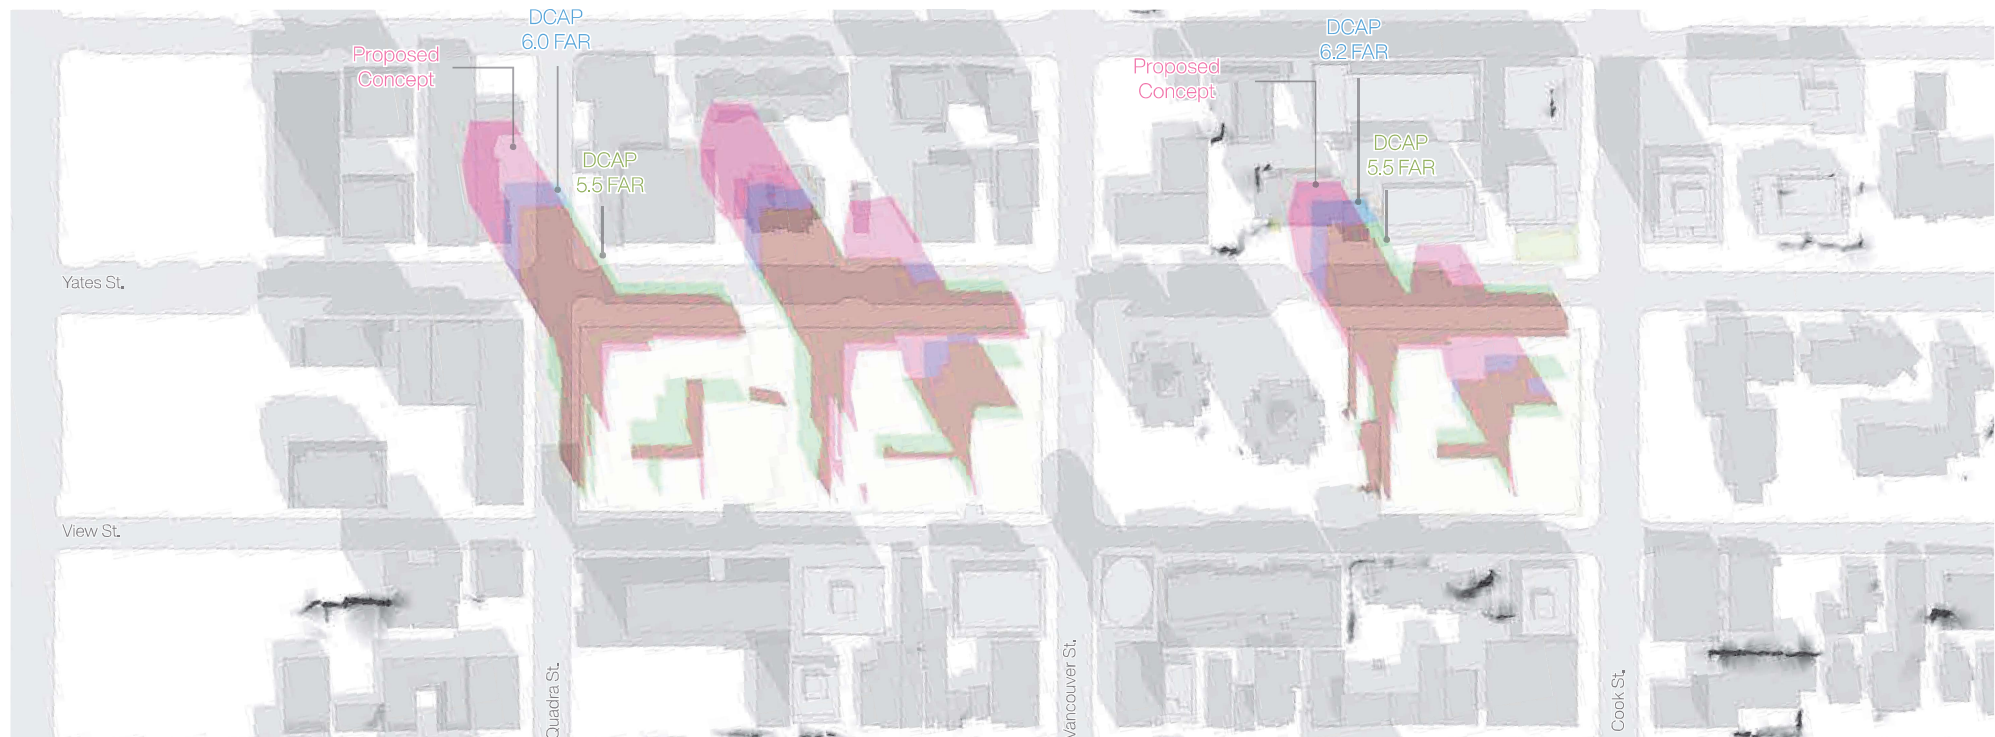 DCAP
6.0 FAR
Proposed
Concept
DCAP
5.5 FAR
DCAP
6.2 FAR
Proposed
Concept
DCAP
5.5 FAR
Yates St.
View St.
Quadra St.
Vancouver St.
Cook St.